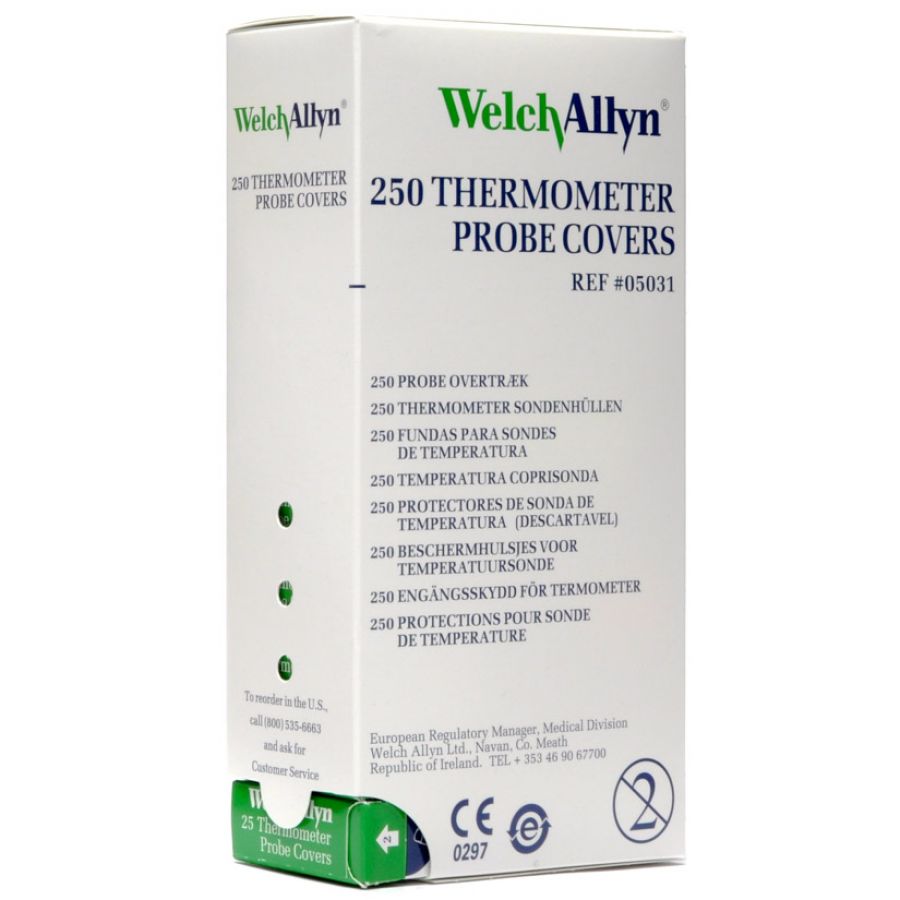 WelchAllyn®
250 THERMOMETER
PROBE COVERS
To reorder in the U.S.,
call (800) 535-6663
and ask for
Customer Service
WelchAllyn
25 Thermometer
Probe Covers
2
WelchAllyn®
250 THERMOMETER
PROBE COVERS
REF #05031
250 PROBE OVERTRÆK
250 THERMOMETER SONDENHÜLLEN
250 FUNDAS PARA SONDES
DE TEMPERATURA
250 TEMPERATURA COPRISONDA
250 PROTECTORES DE SONDA DE
TEMPERATURA (DESCARTAVEL)
250 BESCHERMHULSJES VOOR
TEMPERATUURSONDE
250 ENGÄNGSSKYDD FÖR TERMOMETER
250 PROTECTIONS POUR SONDE
DE TEMPERATURE
European Regulatory Manager, Medical Division
Welch Allyn Ltd., Navan, Co. Meath
Republic of Ireland. TEL + 353 46 90 67700
CE
0297
e
2